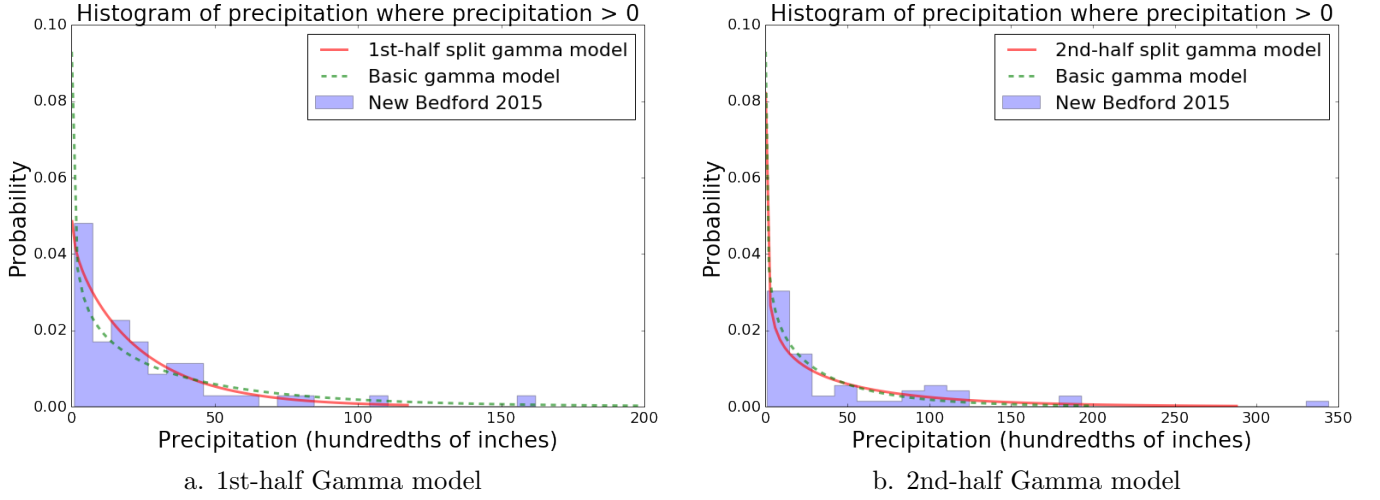 Histogram of precipitation where precipitation > 0
0.10
0.08
0.06
0.04
0.02
0.00
Probability
1st-half split gamma model
Basic gamma model
New Bedford 2015
0 50 100 150 200
Precipitation (hundredths of inches)
a. 1st-half Gamma model
Histogram of precipitation where precipitation > 0
0.10
0.08
0.06
0.04
0.02
0.00
Probability
2nd-half split gamma model
Basic gamma model
New Bedford 2015
0 50 100 150 200 250 300 350
Precipitation (hundredths of inches)
b. 2nd-half Gamma model